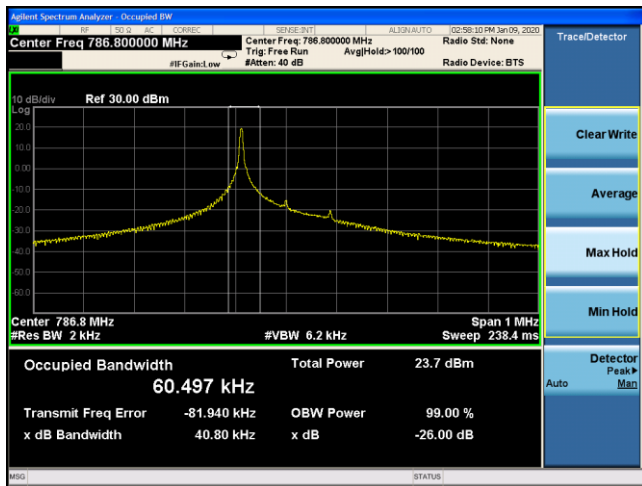 Agilent Spectrum Analyzer - Occupied BW
RF 50 Ω AC CORREC SENSE:INT ALIGNAUTO 02:58:10 PM Jan 09, 2020
Center Freq 786.800000 MHz Center Freq: 786.800000 MHz Radio Std: None Trace/Detector
Trig: Free Run Avg|Hold:> 100/100
#IFGain:Low #Atten: 40 dB Radio Device: BTS
10 dB/div Ref 30.00 dBm
Log
20.0
10.0
0.00
-10.0
-20.0
-30.0
-40.0
-50.0
-60.0
Center 786.8 MHz Span 1 MHz
#Res BW 2 kHz #VBW 6.2 kHz Sweep 238.4 ms
Occupied Bandwidth Total Power 23.7 dBm
60.497 kHz
Transmit Freq Error -81.940 kHz OBW Power 99.00 %
x dB Bandwidth 40.80 kHz x dB -26.00 dB
Clear Write
Average
Max Hold
Min Hold
Detector
Peak▶
Auto Man
MSG STATUS